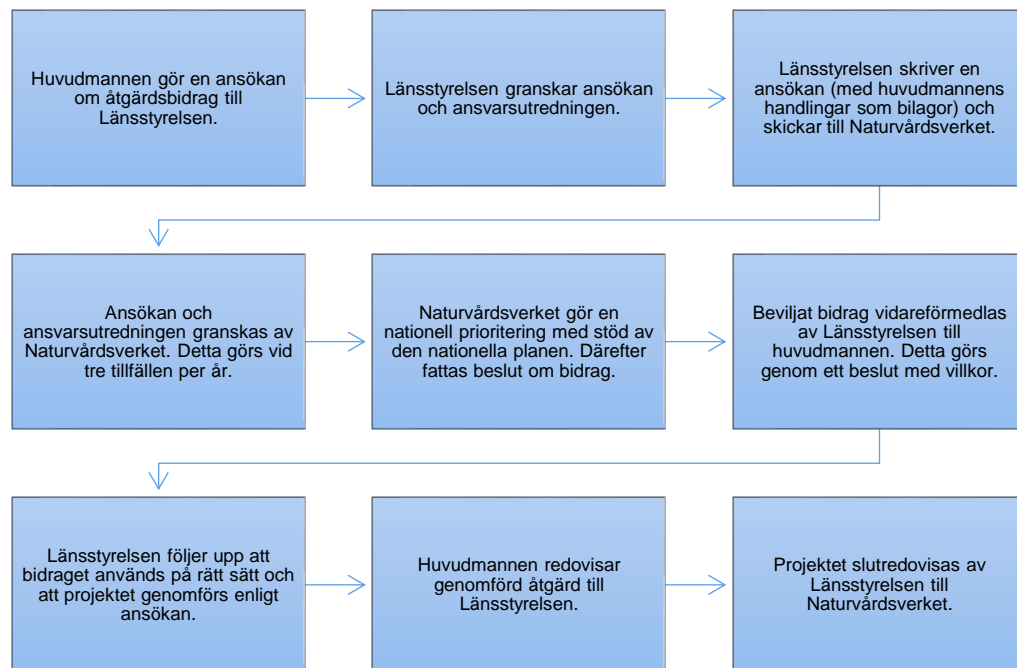 Huvudmannen gör en ansökan
om åtgärdsbidrag till
Länsstyrelsen.
Länsstyrelsen granskar ansökan
och ansvarsutredningen.
Länsstyrelsen skriver en
ansökan (med huvudmannens
handlingar som bilagor) och
skickar till Naturvårdsverket.
Ansökan och
ansvarsutredningen granskas av
Naturvårdsverket. Detta görs vid
tre tillfällen per år.
Naturvårdsverket gör en
nationell prioritering med stöd av
den nationella planen. Därefter
fattas beslut om bidrag.
Beviljat bidrag vidareförmedlas
av Länsstyrelsen till
huvudmannen. Detta görs
genom ett beslut med villkor.
Länsstyrelsen följer upp att
bidraget används på rätt sätt och
att projektet genomförs enligt
ansökan.
Huvudmannen redovisar
genomförd åtgärd till
Länsstyrelsen.
Projektet slutredovisas av
Länsstyrelsen till
Naturvårdsverket.